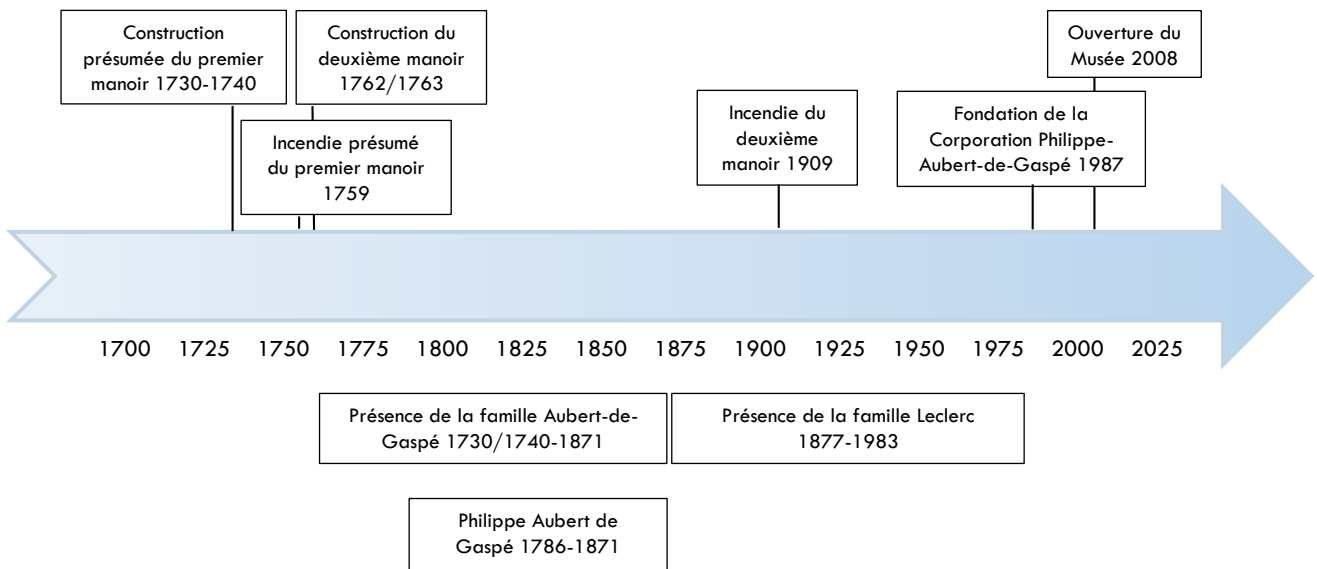 Construction
présumée du premier
manoir 1730-1740
Construction du
deuxième manoir
1762/1763
Incendie présumé
du premier manoir
1759
Incendie du
deuxième
manoir 1909
Ouverture du
Musée 2008
Fondation de la
Corporation Philippe-
Aubert-de-Gaspé 1987
1700 1725 1750 1775 1800 1825 1850 1875 1900 1925 1950 1975 2000 2025
Présence de la famille Aubert-de-
Gaspé 1730/1740-1871
Présence de la famille Leclerc
1877-1983
Philippe Aubert de
Gaspé 1786-1871